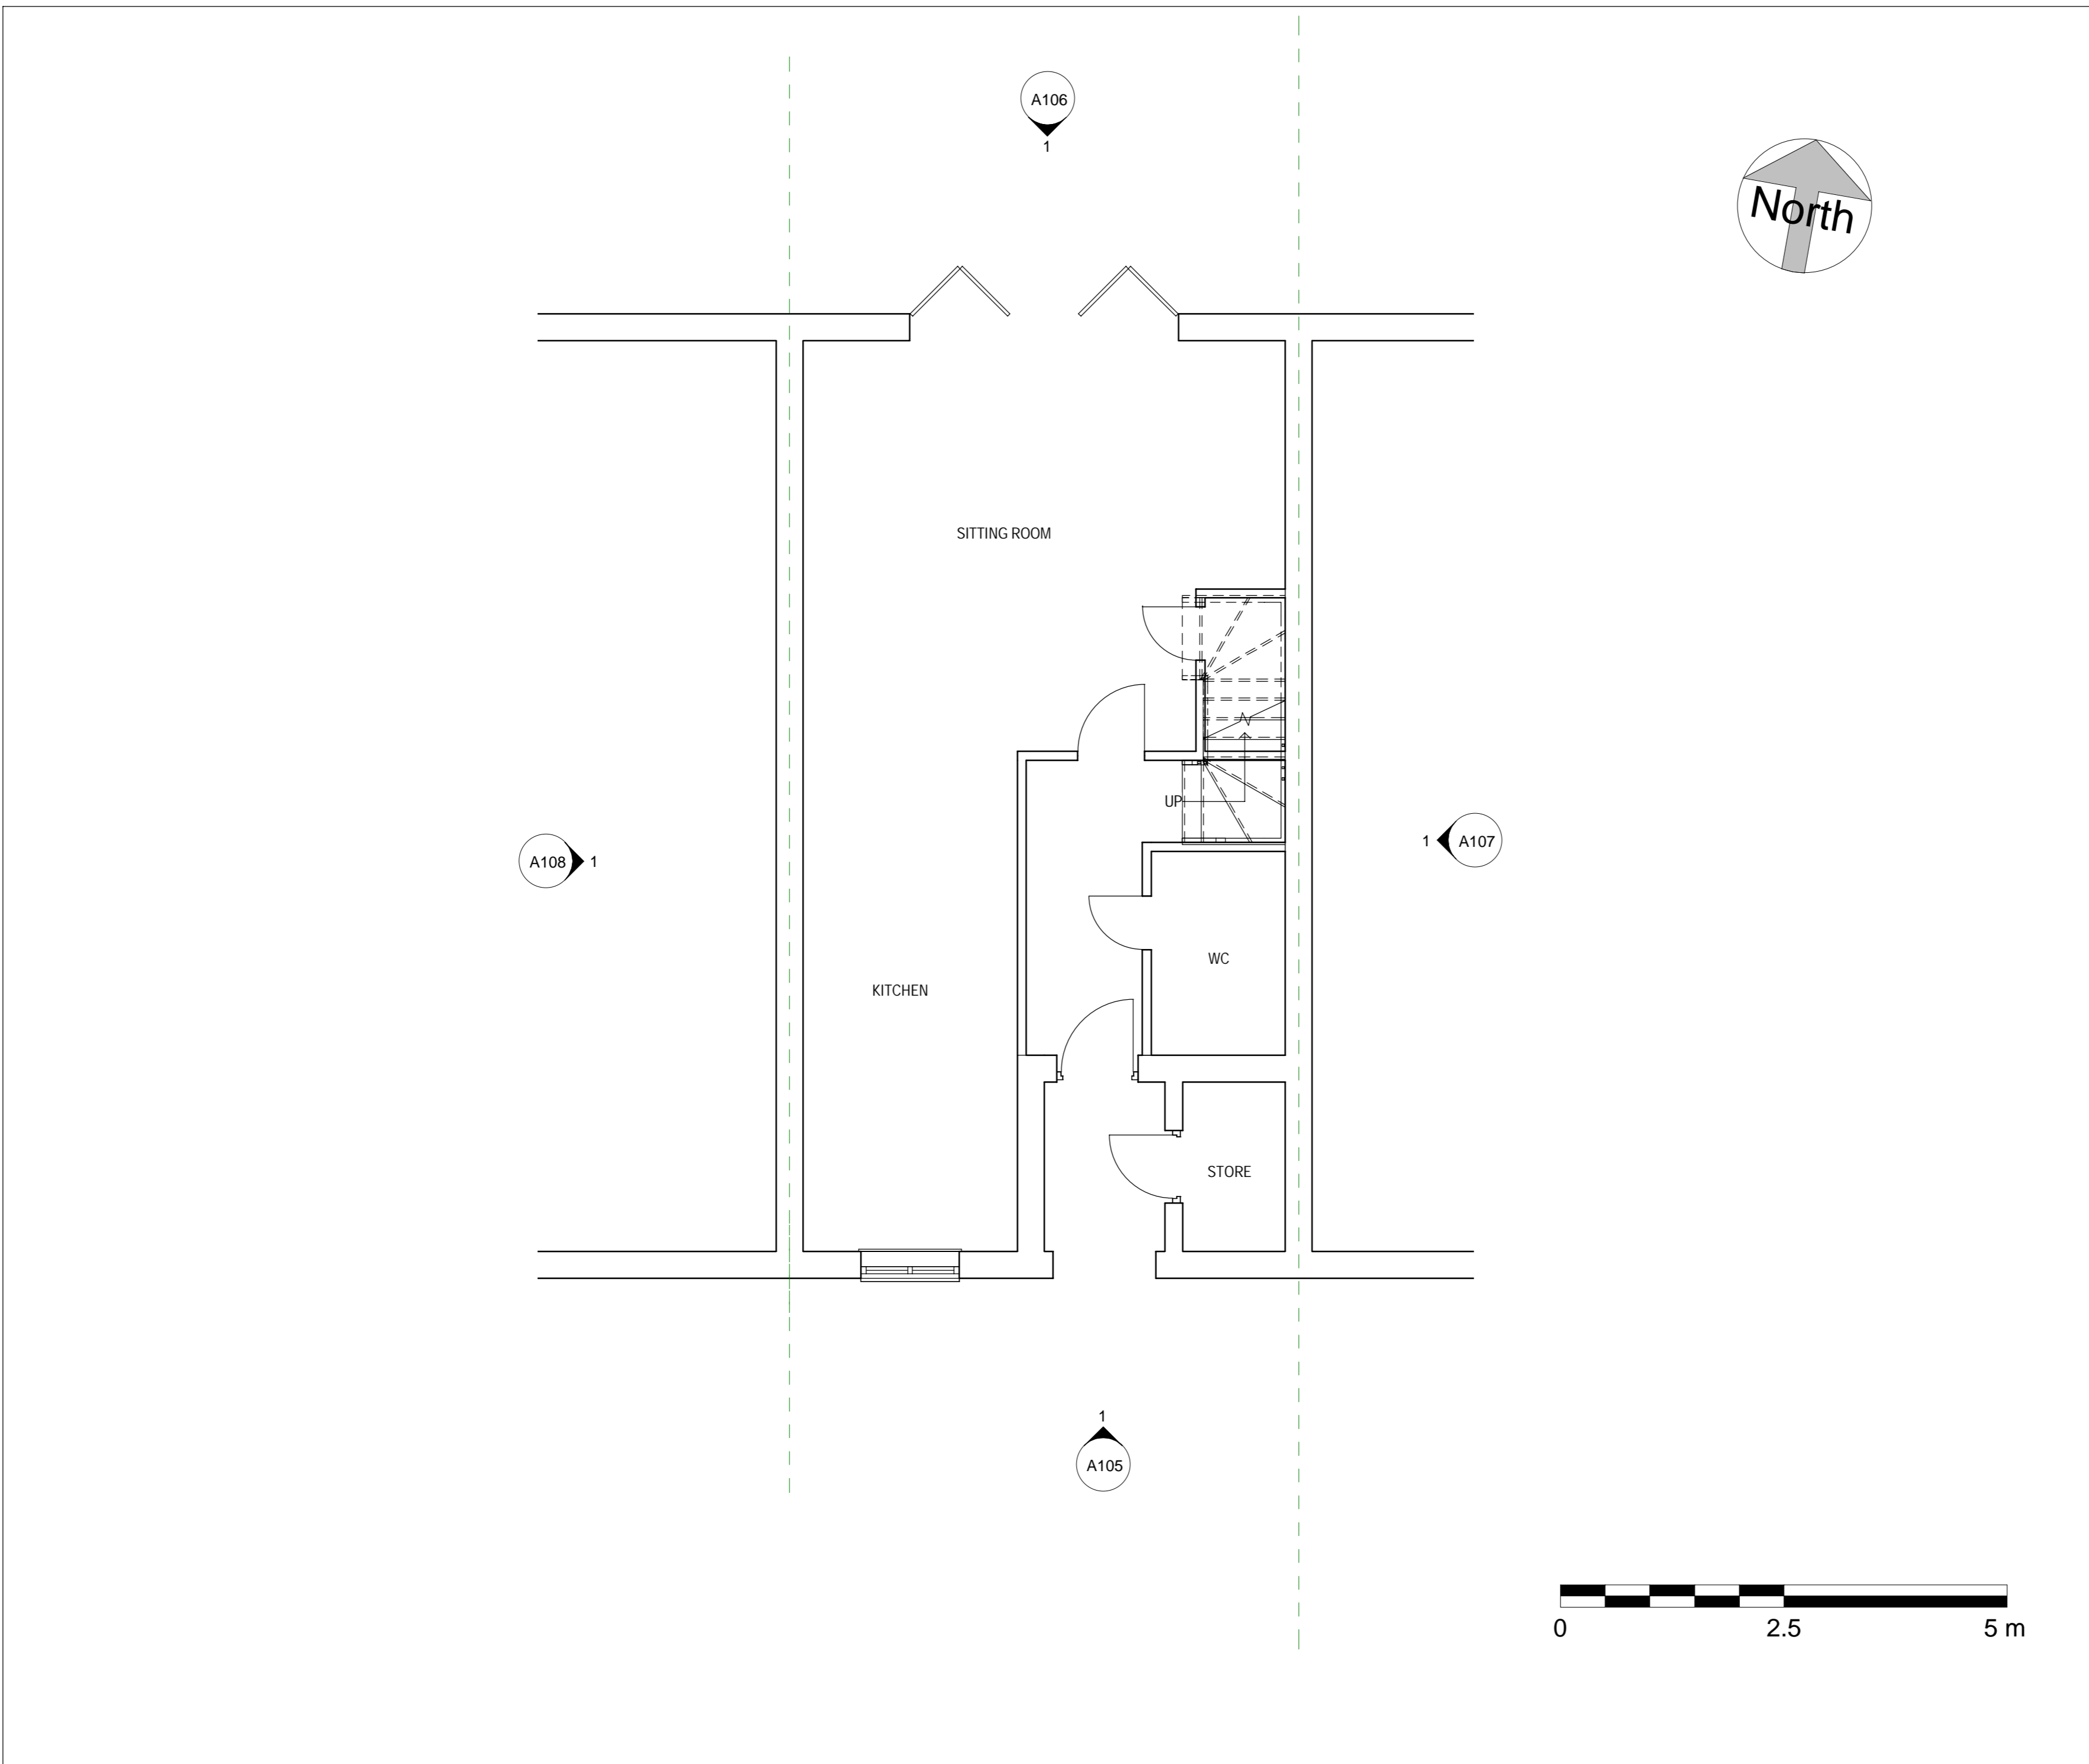 A106
1
North
SITTING ROOM
UP
A108
1
1
A107
WC
KITCHEN
STORE
1
A105
0
2.5
5 m